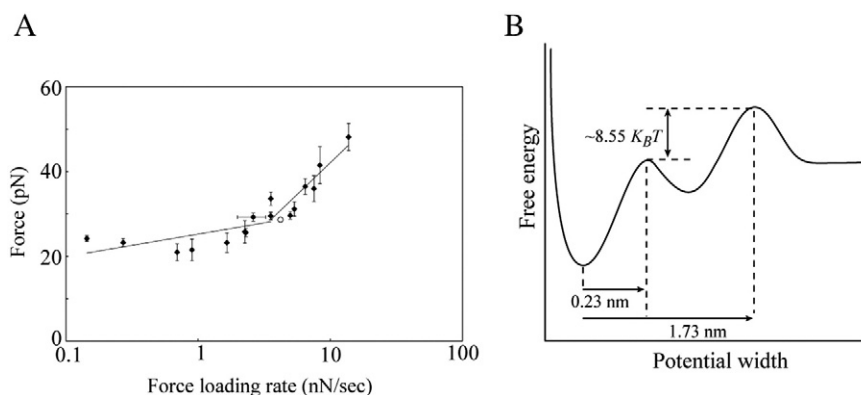 A
B
Force (pN)
60
40
20
0
0.1
1
10
100
Force loading rate (nN/sec)
Free energy
~8.55 K_BT
0.23 nm
1.73 nm
Potential width